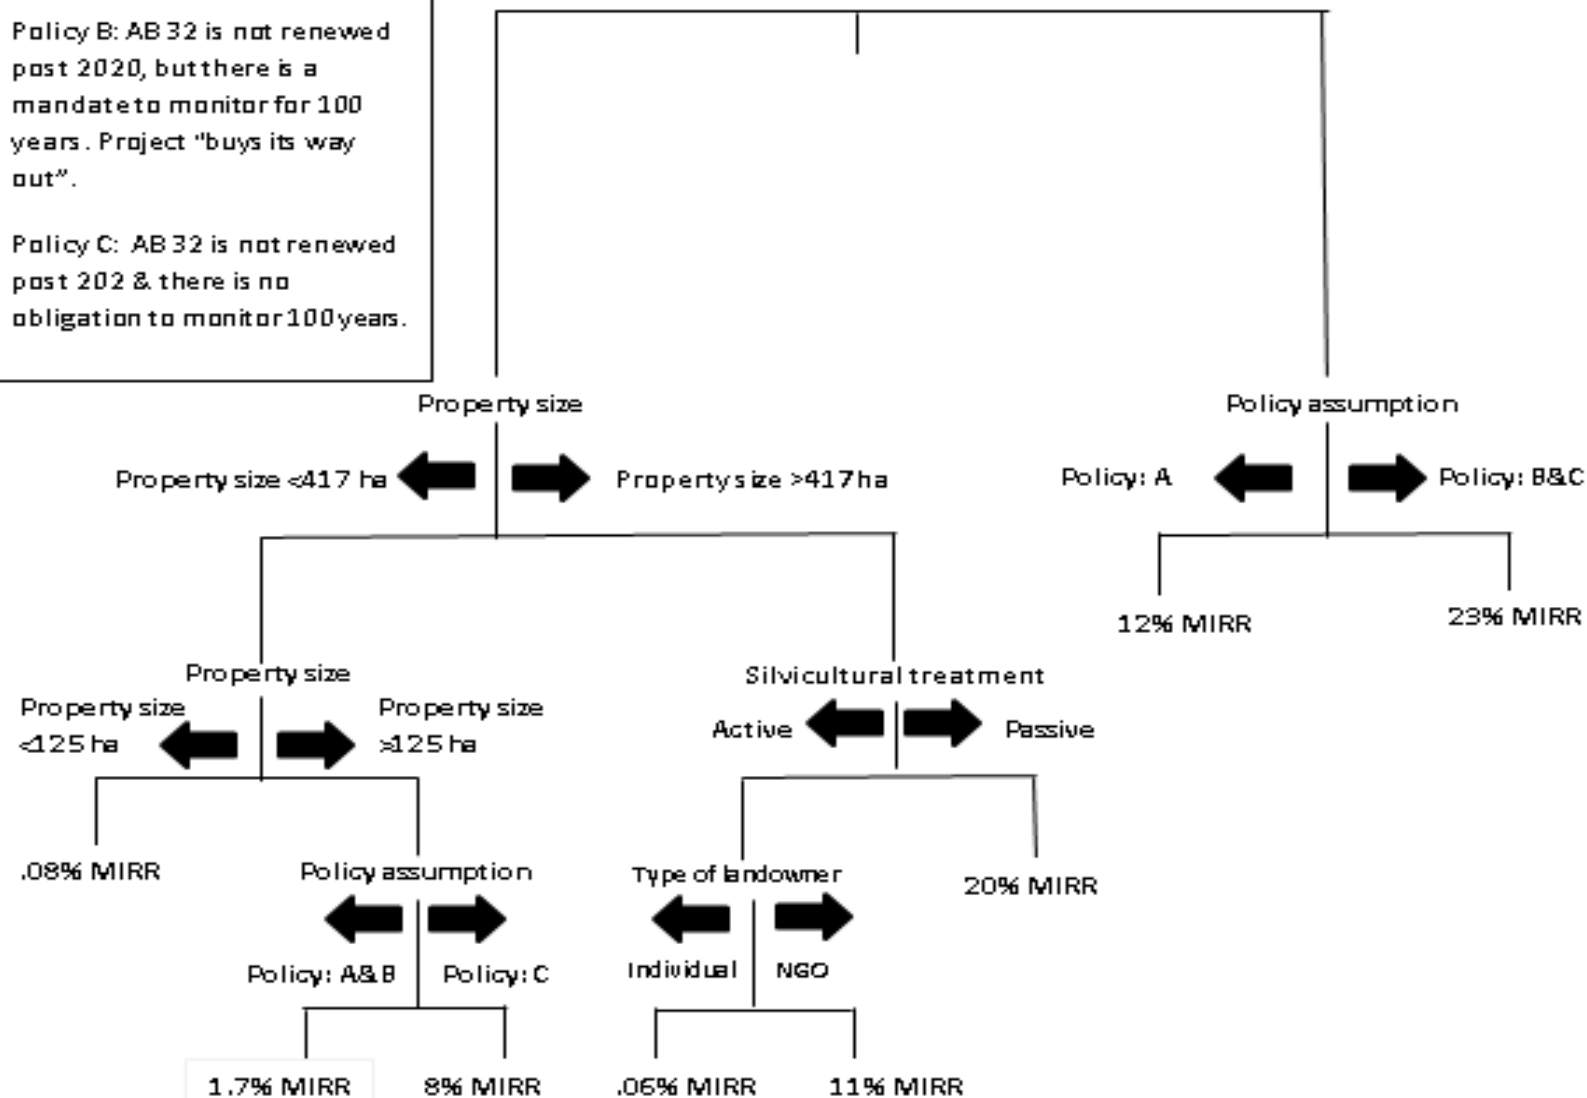 Policy B: AB 32 is not renewed
post 2020, but there is a
mandate to monitor for 100
years. Project "buys its way
out".
Policy C: AB 32 is not renewed
post 202 & there is no
obligation to monitor 100 years.
Property size
Policy assumption
Property size <417 ha
Property size >417 ha
Policy: A
Policy: B&C
12% MIRR
23% MIRR
Property size
Silvicultural treatment
Property size
<125 ha
Property size
>125 ha
Active
Passive
.08% MIRR
Policy assumption
Type of landowner
20% MIRR
Policy: A&B
Policy: C
Individual
NGO
1.7% MIRR
8% MIRR
.06% MIRR
11% MIRR